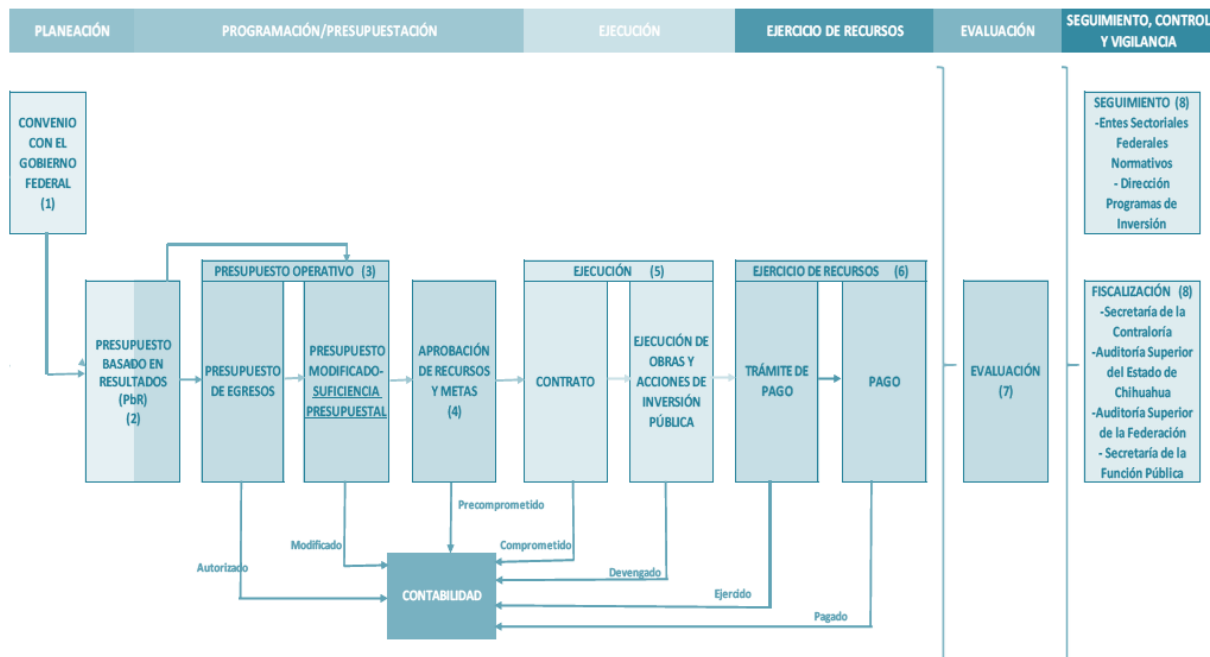 PLANEACIÓN
PROGRAMACIÓN/PRESUPUESTACIÓN
EJECUCIÓN
EJERCICIO DE RECURSOS
EVALUACIÓN
SEGUIMIENTO, CONTROL
Y VIGILANCIA
CONVENIO
CON EL
GOBIERNO
FEDERAL
(1)
SEGUIMIENTO (8)
-Entes Sectoriales
Federales
Normativos
- Dirección
Programas de
Inversión
PRESUPUESTO
BASADO EN
RESULTADOS
(PbR)
(2)
PRESUPUESTO OPERATIVO (3)
PRESUPUESTO
DE EGRESOS
PRESUPUESTO
MODIFICADO-
SUFICIENCIA
PRESUPUESTAL
APROBACIÓN
DE RECURSOS
Y METAS
(4)
EJECUCIÓN (5)
CONTRATO
EJECUCIÓN DE
OBRAS Y
ACCIONES DE
INVERSIÓN
PÚBLICA
EJERCICIO DE RECURSOS (6)
TRÁMITE DE
PAGO
PAGO
EVALUACIÓN
(7)
FISCALIZACIÓN (8)
-Secretaría de la
Contraloría
-Auditoría Superior
del Estado de
Chihuahua
-Auditoría Superior
de la Federación
- Secretaría de la
Función Pública
Autorizado
Modificado
Precomprometido
Comprometido
Devengado
Ejercido
Pagado
CONTABILIDAD